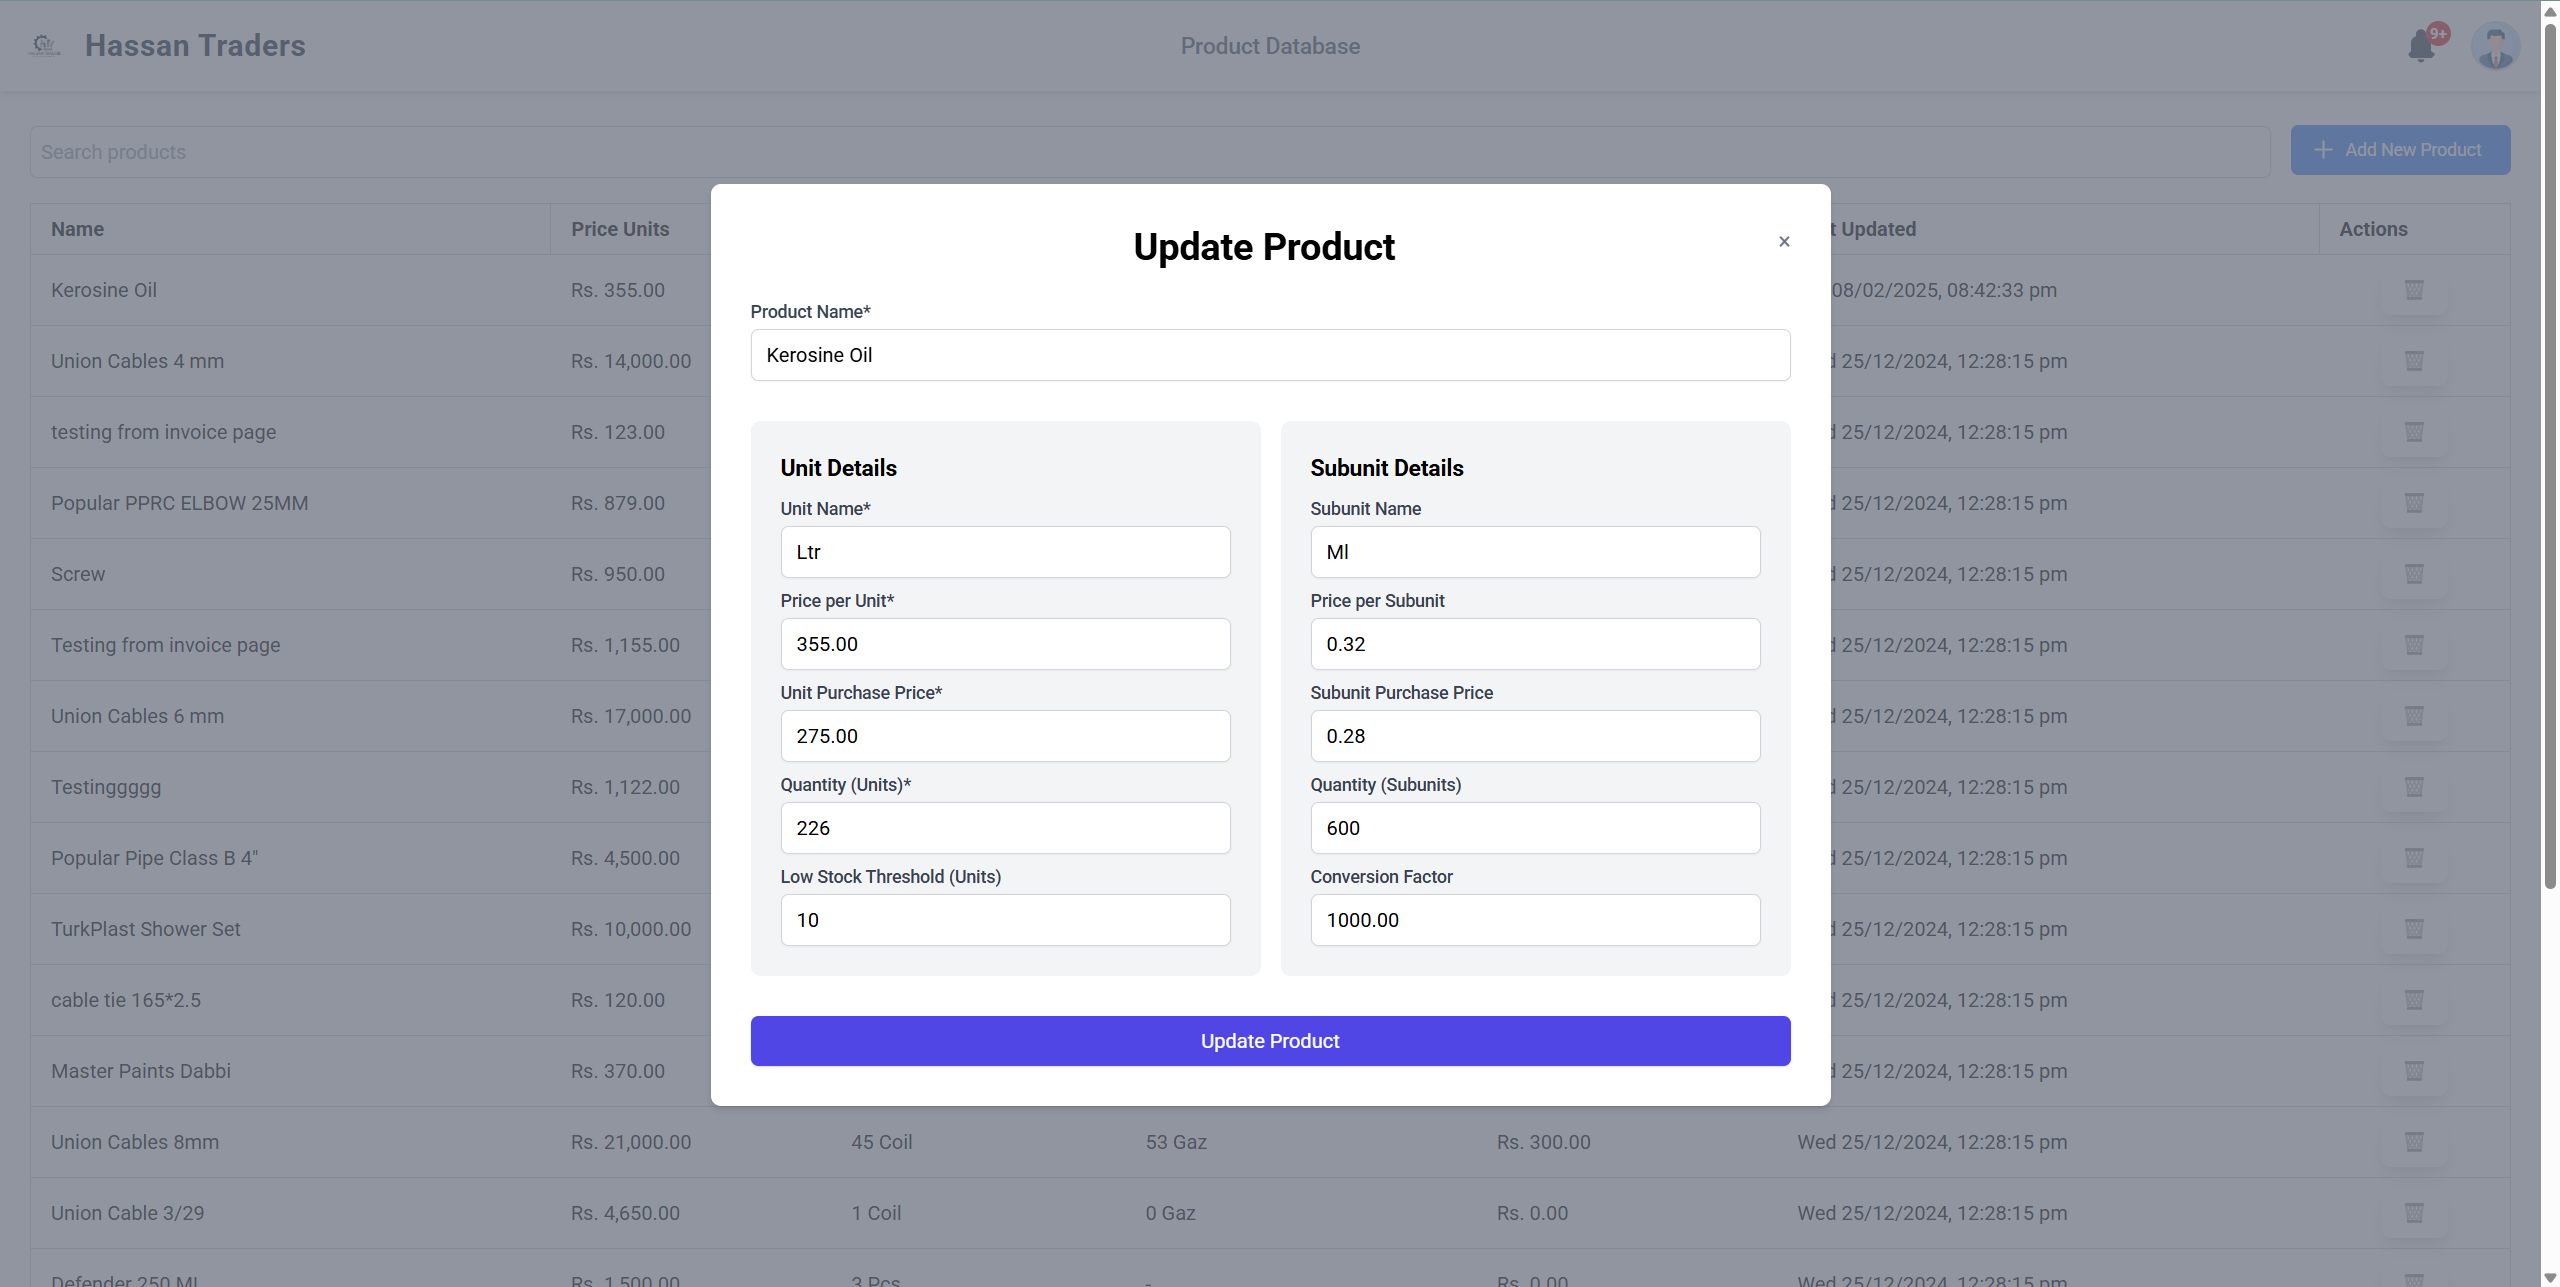 Hassan Traders
Product Database
9+
Search products
Add New Product
Name Price Units Updated Actions
Kerosine Oil Rs. 355.00 08/02/2025, 08:42:33 pm
Union Cables 4 mm Rs. 14,000.00 25/12/2024, 12:28:15 pm
testing from invoice page Rs. 123.00 25/12/2024, 12:28:15 pm
Popular PPRC ELBOW 25MM Rs. 879.00 25/12/2024, 12:28:15 pm
Screw Rs. 950.00 25/12/2024, 12:28:15 pm
Testing from invoice page Rs. 1,155.00 25/12/2024, 12:28:15 pm
Union Cables 6 mm Rs. 17,000.00 25/12/2024, 12:28:15 pm
Testinggggg Rs. 1,122.00 25/12/2024, 12:28:15 pm
Popular Pipe Class B 4" Rs. 4,500.00 25/12/2024, 12:28:15 pm
TurkPlast Shower Set Rs. 10,000.00 25/12/2024, 12:28:15 pm
cable tie 165*2.5 Rs. 120.00 25/12/2024, 12:28:15 pm
Master Paints Dabbi Rs. 370.00 25/12/2024, 12:28:15 pm
Union Cables 8mm Rs. 21,000.00 45 Coil 53 Gaz Rs. 300.00 Wed 25/12/2024, 12:28:15 pm
Union Cable 3/29 Rs. 4,650.00 1 Coil 0 Gaz Rs. 0.00 Wed 25/12/2024, 12:28:15 pm
Defender 250 ML Rs. 1,500.00 3 Pcs - Rs. 0.00 Wed 25/12/2024, 12:28:15 pm
Update Product
×
Product Name*
Kerosine Oil
Unit Details
Unit Name*
Ltr
Price per Unit*
355.00
Unit Purchase Price*
275.00
Quantity (Units)*
226
Low Stock Threshold (Units)
10
Subunit Details
Subunit Name
Ml
Price per Subunit
0.32
Subunit Purchase Price
0.28
Quantity (Subunits)
600
Conversion Factor
1000.00
Update Product